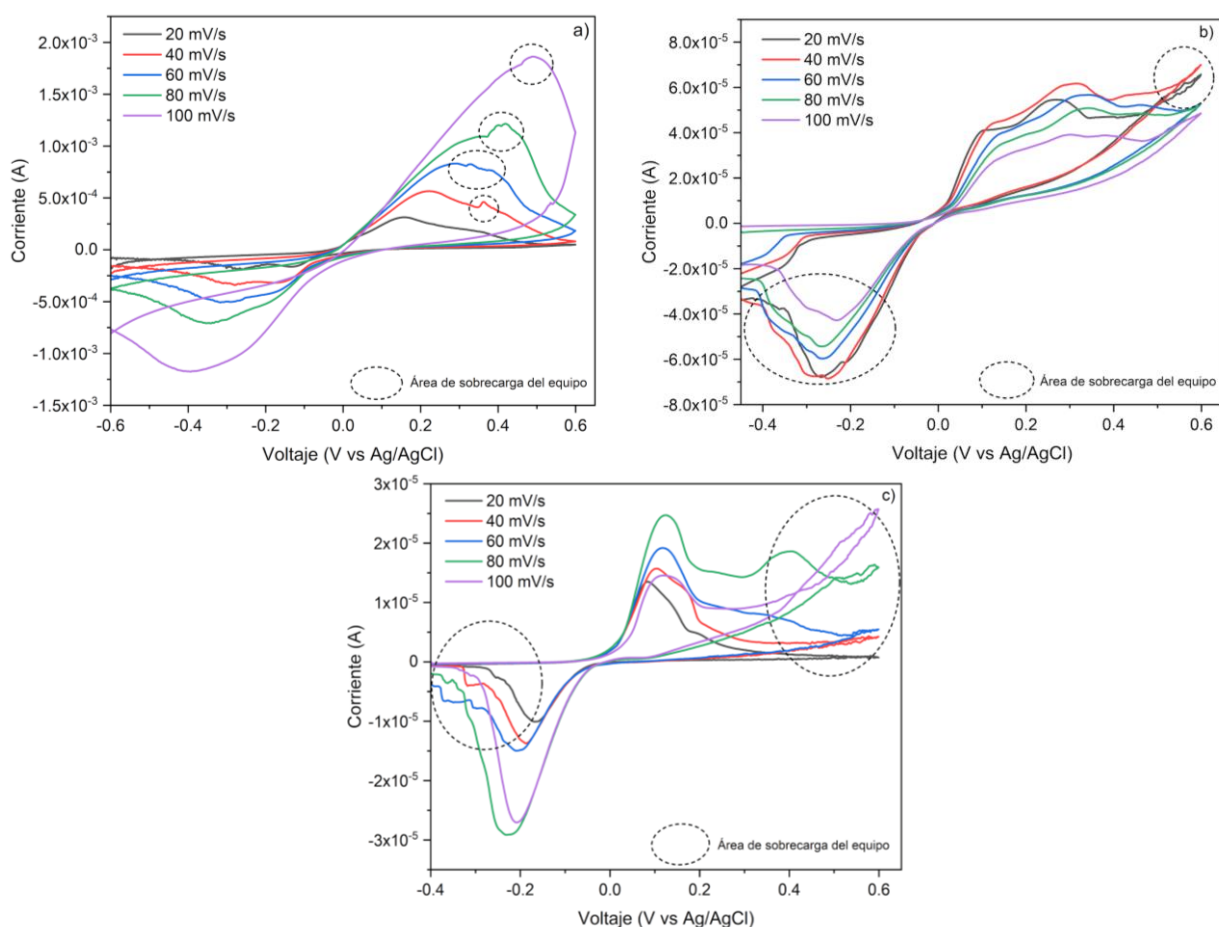 a)
20 mV/s
40 mV/s
60 mV/s
80 mV/s
100 mV/s
2.0x10⁻³
1.5x10⁻³
1.0x10⁻³
5.0x10⁻⁴
0.0
-5.0x10⁻⁴
-1.0x10⁻³
-1.5x10⁻³
Corriente (A)
Área de sobrecarga del equipo
-0.6 -0.4 -0.2 0.0 0.2 0.4 0.6
Voltaje (V vs Ag/AgCl)
b)
20 mV/s
40 mV/s
60 mV/s
80 mV/s
100 mV/s
8.0x10⁻⁵
6.0x10⁻⁵
4.0x10⁻⁵
2.0x10⁻⁵
0.0
-2.0x10⁻⁵
-4.0x10⁻⁵
-6.0x10⁻⁵
-8.0x10⁻⁵
Corriente (A)
Área de sobrecarga del equipo
-0.4 -0.2 0.0 0.2 0.4 0.6
Voltaje (V vs Ag/AgCl)
c)
20 mV/s
40 mV/s
60 mV/s
80 mV/s
100 mV/s
3x10⁻⁵
2x10⁻⁵
1x10⁻⁵
0
-1x10⁻⁵
-2x10⁻⁵
-3x10⁻⁵
Corriente (A)
Área de sobrecarga del equipo
-0.4 -0.2 0.0 0.2 0.4 0.6
Voltaje (V vs Ag/AgCl)